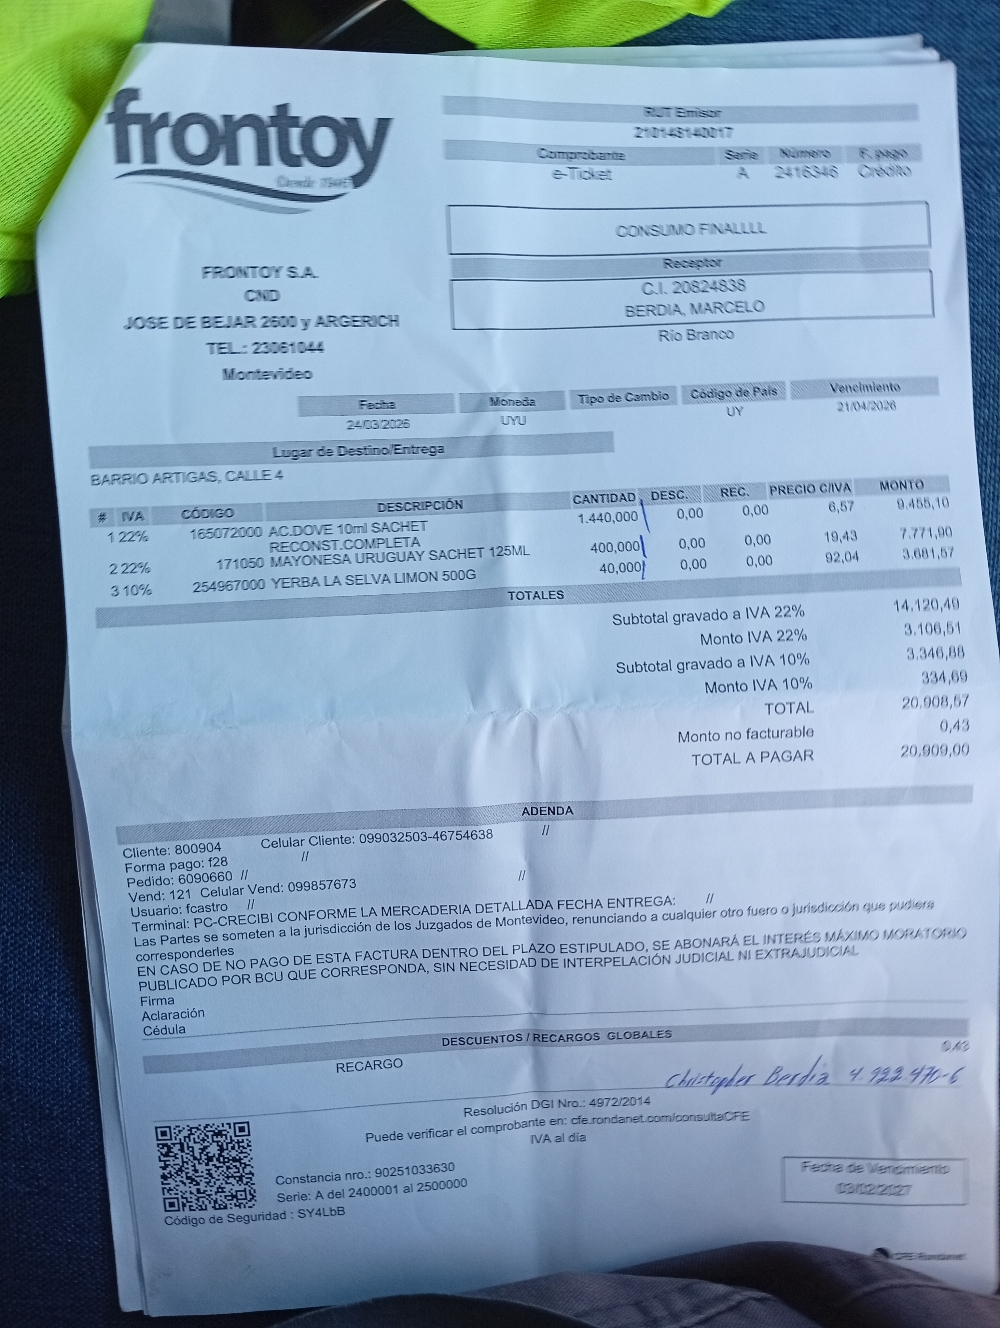 frontoy
RUT Emisor
210148140017
Comprobante Serie Número F. pago
e-Ticket A 2416346 Crédito
CONSUMO FINALLLL
Receptor
C.I. 20824838
BERDIA, MARCELO
Río Branco
FRONTOY S.A.
CND
JOSE DE BEJAR 2600 y ARGERICH
TEL.: 23061044
Montevideo
Fecha Moneda Tipo de Cambio Código de País Vencimiento
24/03/2026 UYU UY 21/04/2026
Lugar de Destino/Entrega
BARRIO ARTIGAS, CALLE 4
# IVA CÓDIGO DESCRIPCIÓN CANTIDAD DESC. REC. PRECIO C/IVA MONTO
1 22% 165072000 AC.DOVE 10ml SACHET 1.440,000 0,00 0,00 6,57 9.455,10
RECONST.COMPLETA
2 22% 171050 MAYONESA URUGUAY SACHET 125ML 400,000 0,00 0,00 19,43 7.771,90
3 10% 254967000 YERBA LA SELVA LIMON 500G 40,000 0,00 0,00 92,04 3.681,57
TOTALES
Subtotal gravado a IVA 22% 14.120,49
Monto IVA 22% 3.106,51
Subtotal gravado a IVA 10% 3.346,88
Monto IVA 10% 334,69
TOTAL 20.908,57
Monto no facturable 0,43
TOTAL A PAGAR 20.909,00
ADENDA
Cliente: 800904 Celular Cliente: 099032503-46754638 //
Forma pago: f28 //
Pedido: 6090660 //
Vend: 121 Celular Vend: 099857673 //
Usuario: fcastro //
Terminal: PC-CRECIBI CONFORME LA MERCADERIA DETALLADA FECHA ENTREGA: //
Las Partes se someten a la jurisdicción de los Juzgados de Montevideo, renunciando a cualquier otro fuero o jurisdicción que pudiera
corresponderles
EN CASO DE NO PAGO DE ESTA FACTURA DENTRO DEL PLAZO ESTIPULADO, SE ABONARÁ EL INTERÉS MÁXIMO MORATORIO
PUBLICADO POR BCU QUE CORRESPONDA, SIN NECESIDAD DE INTERPELACIÓN JUDICIAL NI EXTRAJUDICIAL
Firma
Aclaración
Cédula
DESCUENTOS / RECARGOS GLOBALES
RECARGO 0,43
Christopher Berdia 4.922.470-6
Resolución DGI Nro.: 4972/2014
Puede verificar el comprobante en: cfe.rondanet.com/consultaCFE
IVA al día
Constancia nro.: 90251033630
Serie: A del 2400001 al 2500000
Código de Seguridad : SY4LbB
Fecha de Vencimiento
03/02/2027
CFE Rondanet